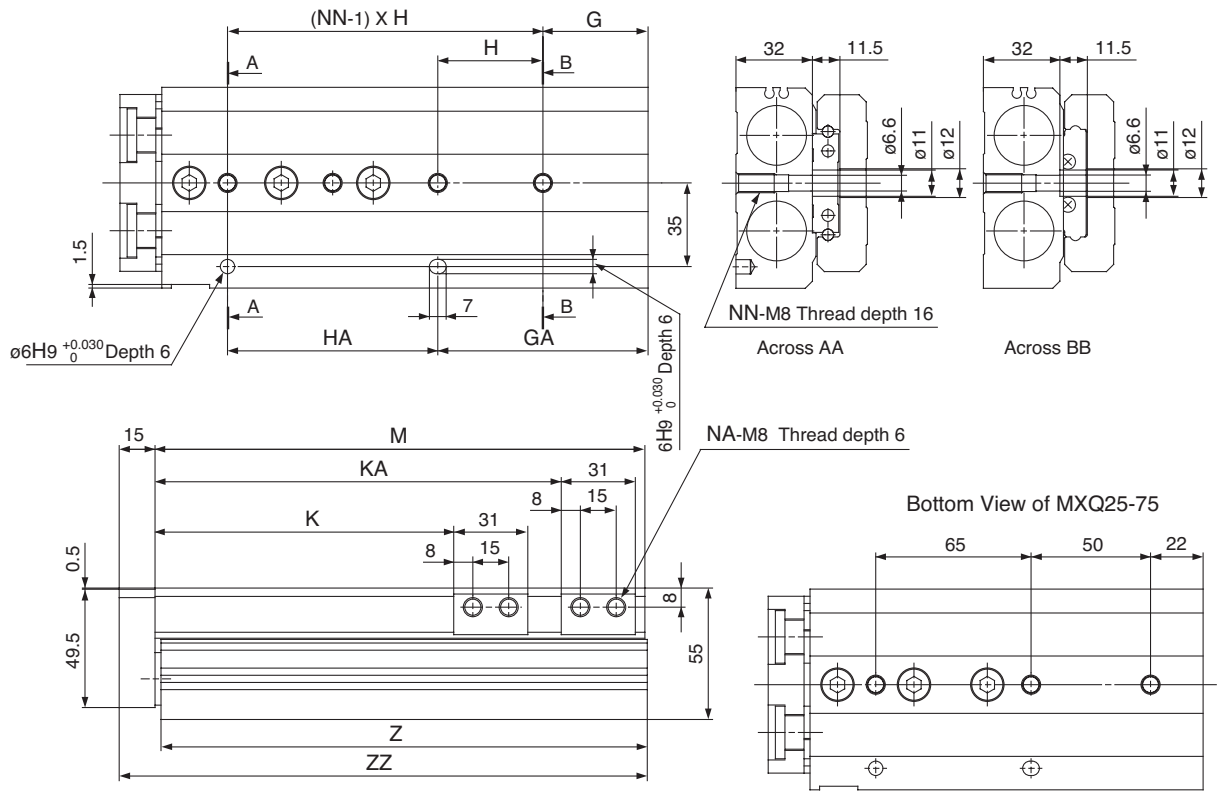 (NN-1) X H
G
H
A
B
35
1.5
7
A
B
HA
GA
ø6H9 +0.030 0 Depth 6
6H9 +0.030 0 Depth 6
32
11.5
ø6.6
ø11
ø12
NN-M8 Thread depth 16
Across AA
32
11.5
ø6.6
ø11
ø12
Across BB
15
M
KA
31
8
15
K
31
8
15
NA-M8 Thread depth 6
0.5
49.5
8
55
Z
ZZ
Bottom View of MXQ25-75
65
50
22